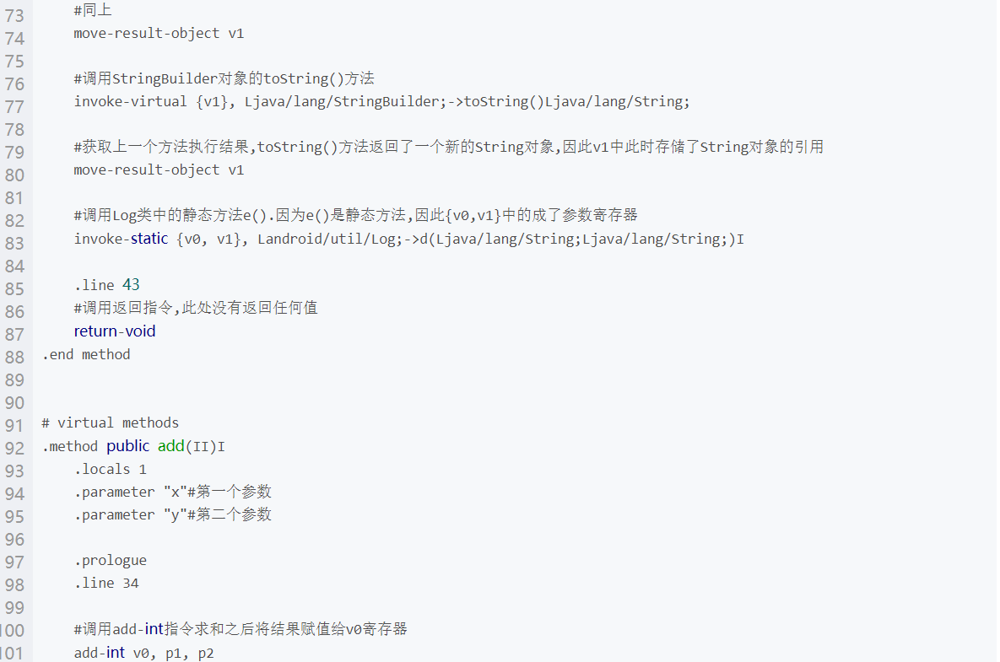 73 #同上
74 move-result-object v1
75
76 #调用StringBuilder对象的toString()方法
77 invoke-virtual {v1}, Ljava/lang/StringBuilder;->toString()Ljava/lang/String;
78
79 #获取上一个方法执行结果,toString()方法返回了一个新的String对象,因此v1中此时存储了String对象的引用
80 move-result-object v1
81
82 #调用Log类中的静态方法e().因为e()是静态方法,因此{v0,v1}中的成了参数寄存器
83 invoke-static {v0, v1}, Landroid/util/Log;->d(Ljava/lang/String;Ljava/lang/String;)I
84
85 .line 43
86 #调用返回指令,此处没有返回任何值
87 return-void
88 .end method
89
90
91 # virtual methods
92 .method public add(II)I
93 .locals 1
94 .parameter "x"#第一个参数
95 .parameter "y"#第二个参数
96
97 .prologue
98 .line 34
99
100 #调用add-int指令求和之后将结果赋值给v0寄存器
101 add-int v0, p1, p2